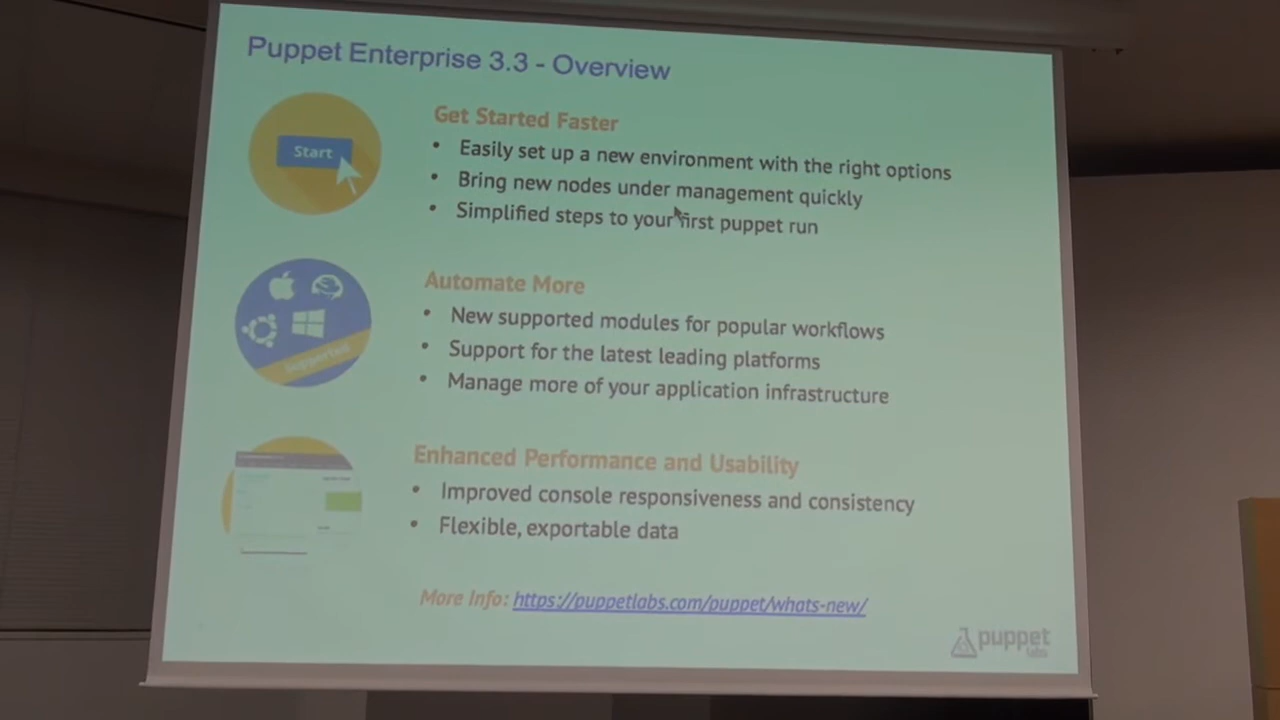 Puppet Enterprise 3.3 - Overview
Start
Get Started Faster
• Easily set up a new environment with the right options
• Bring new nodes under management quickly
• Simplified steps to your first puppet run
Supported
Automate More
• New supported modules for popular workflows
• Support for the latest leading platforms
• Manage more of your application infrastructure
Enhanced Performance and Usability
• Improved console responsiveness and consistency
• Flexible, exportable data
More Info: https://puppetlabs.com/puppet/whats-new/
puppet
labs